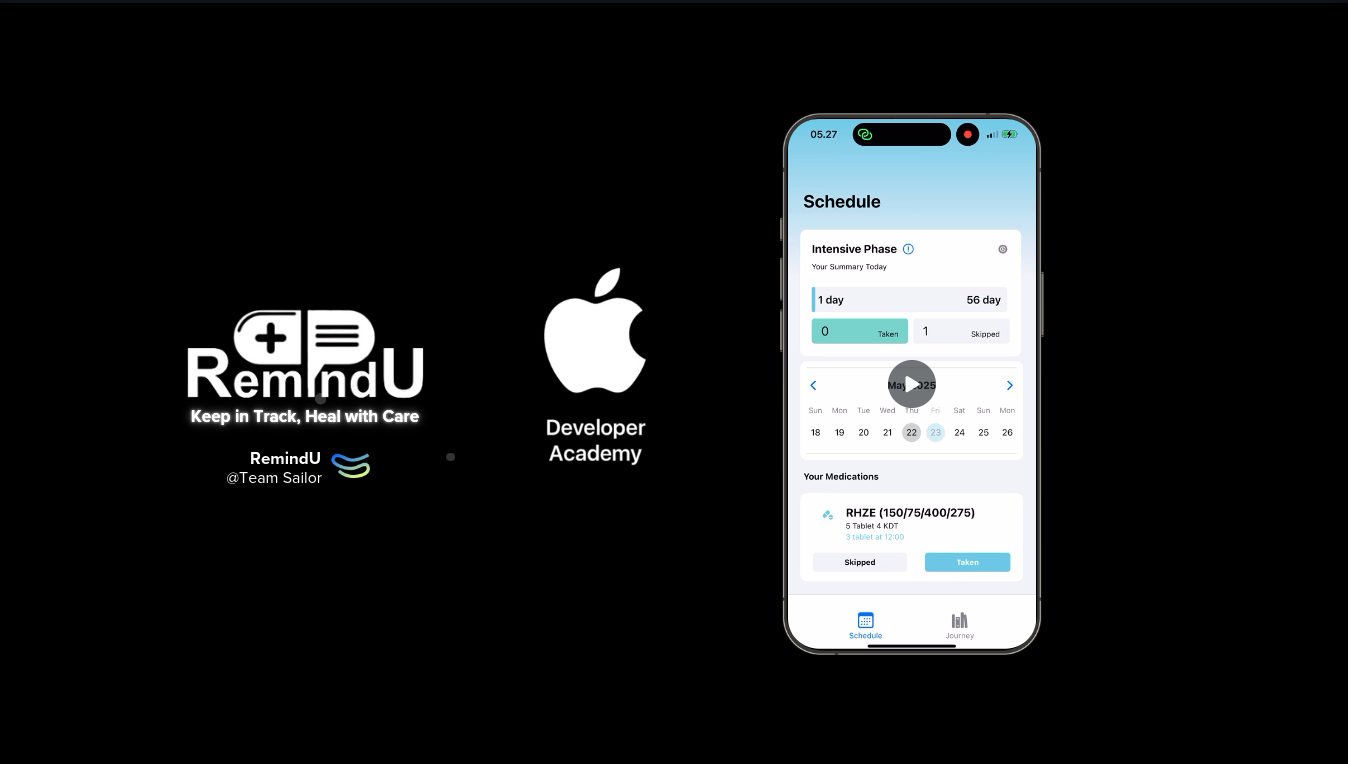 RemindU
Keep in Track, Heal with Care
RemindU
@Team Sailor
Developer
Academy
05.27
Schedule
Intensive Phase
Your Summary Today
1 day 56 day
0 Taken 1 Skipped
May 2025
Sun Mon Tue Wed Thu Fri Sat Sun Mon
18 19 20 21 22 23 24 25 26
Your Medications
RHZE (150/75/400/275)
5 Tablet 4 KDT
3 tablet at 12:00
Skipped Taken
Schedule Journey